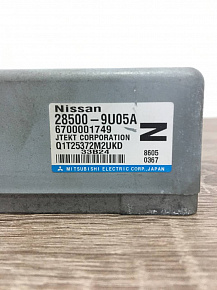 Nissan
28500-9U05A
6700001749
JTEKT CORPORATION
Q1T25372M2UKD
33B24
N
8605
0367
MITSUBISHI ELECTRIC CORP. JAPAN